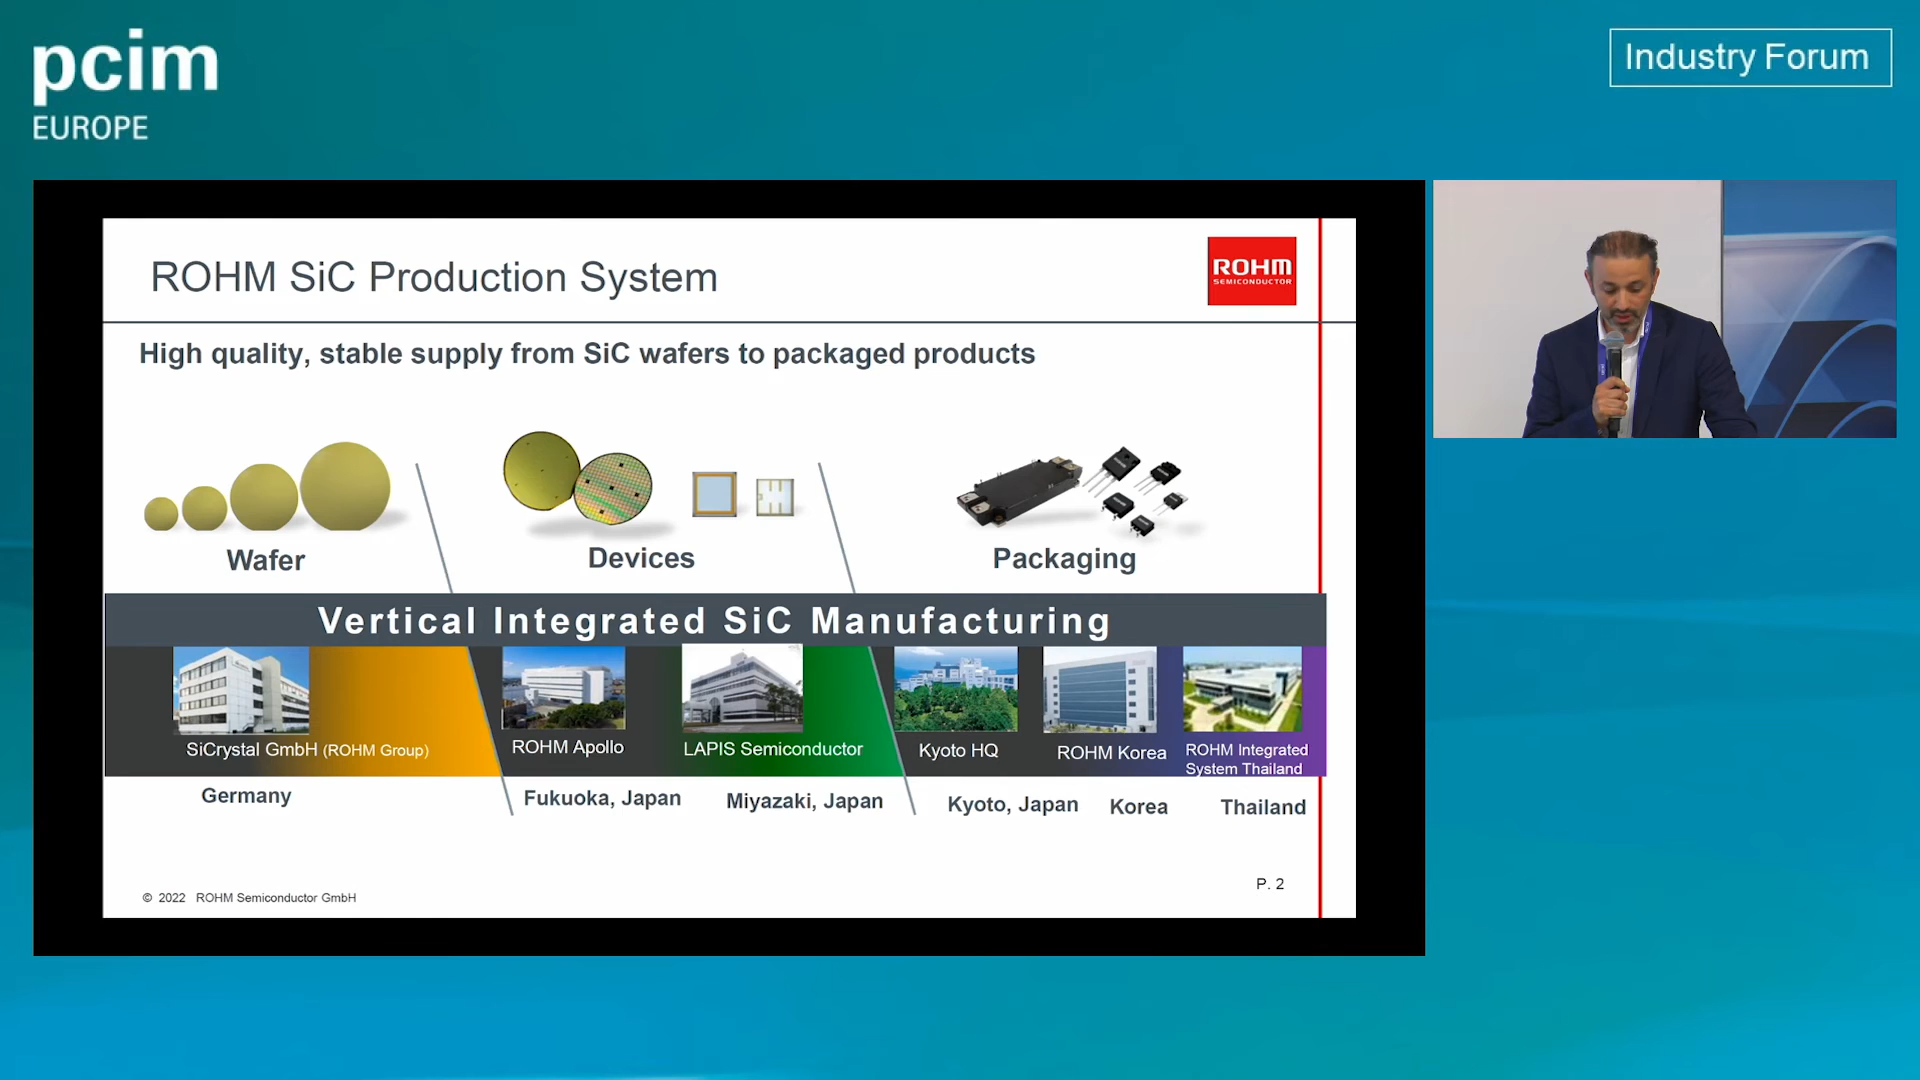 pcim
EUROPE
Industry Forum
ROHM SiC Production System
ROHM
SEMICONDUCTOR
High quality, stable supply from SiC wafers to packaged products
Wafer
Devices
Packaging
Vertical Integrated SiC Manufacturing
SiCrystal GmbH (ROHM Group)
ROHM Apollo
LAPIS Semiconductor
Kyoto HQ
ROHM Korea
ROHM Integrated
System Thailand
Germany
Fukuoka, Japan
Miyazaki, Japan
Kyoto, Japan
Korea
Thailand
© 2022 ROHM Semiconductor GmbH
P. 2